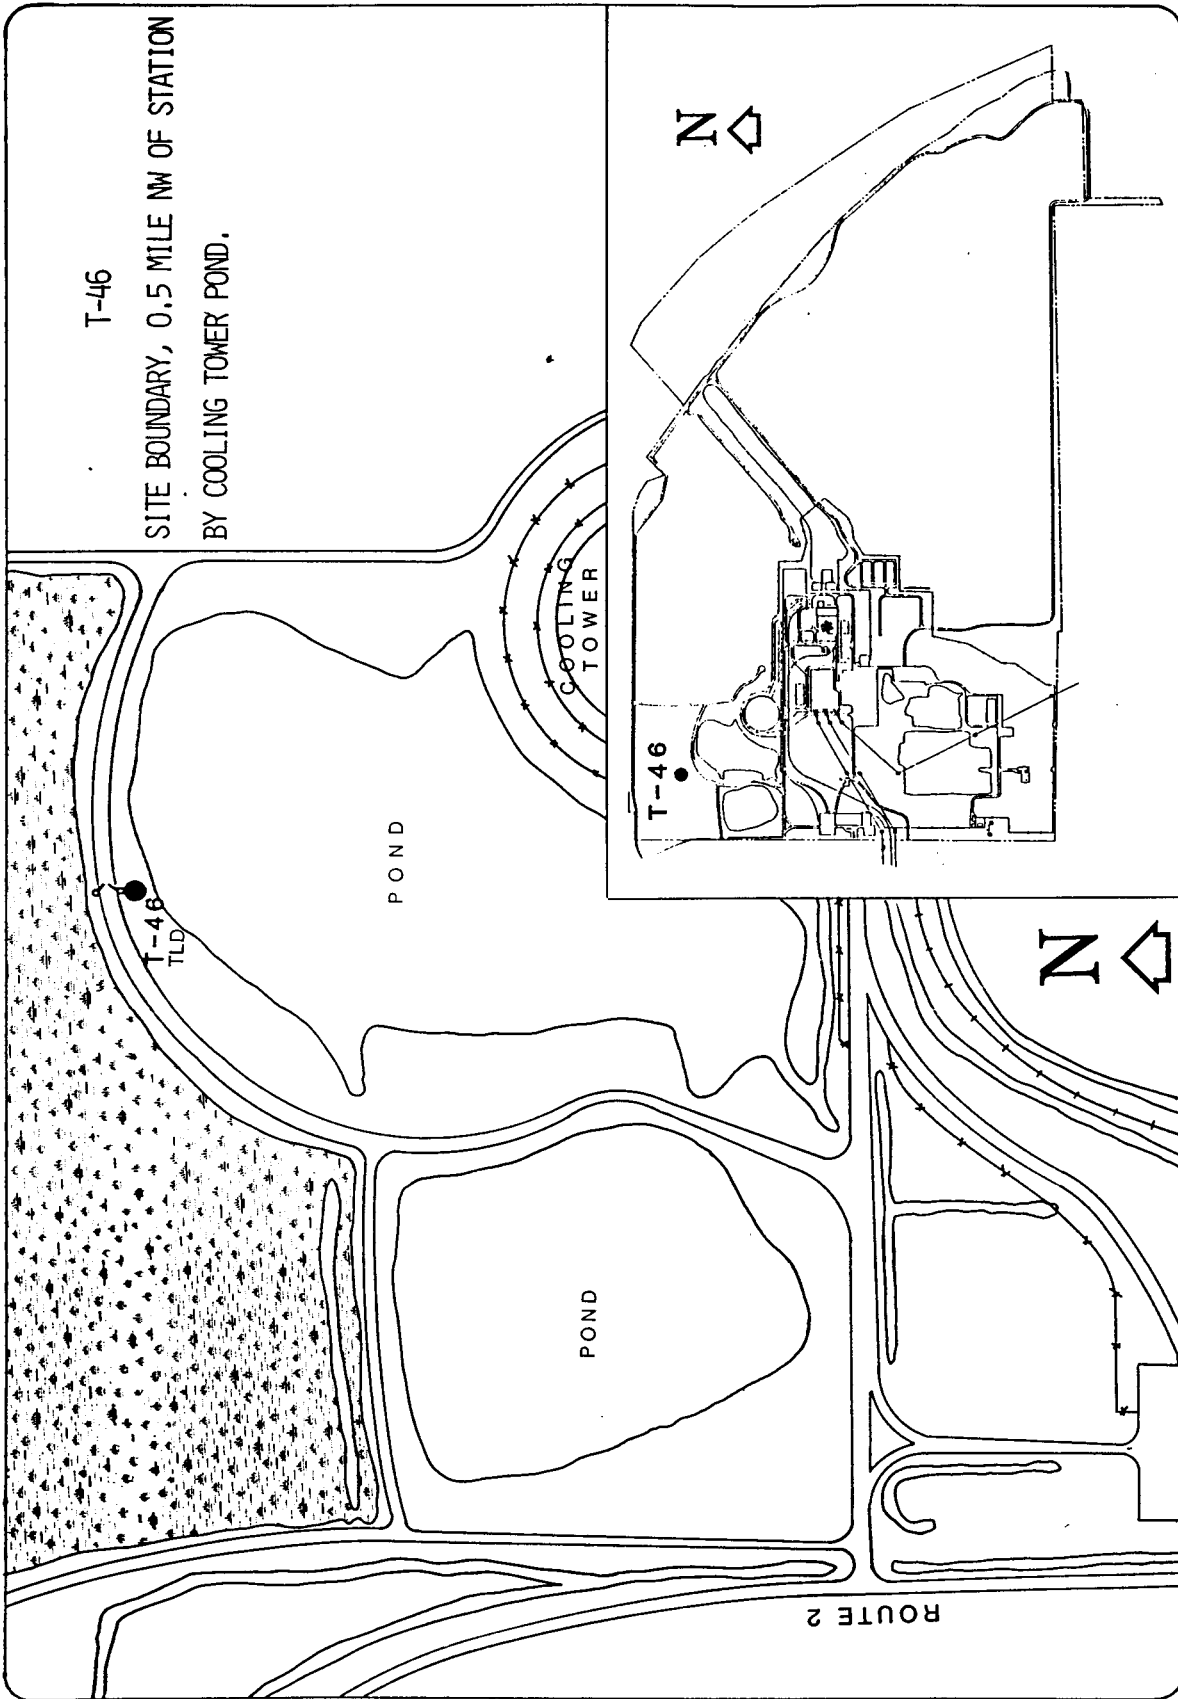 T-46
SITE BOUNDARY, 0.5 MILE NW OF STATION
BY COOLING TOWER POND.
N
T-46
COOLING
TOWER
POND
T-46
TLD
N
POND
ROUTE 2